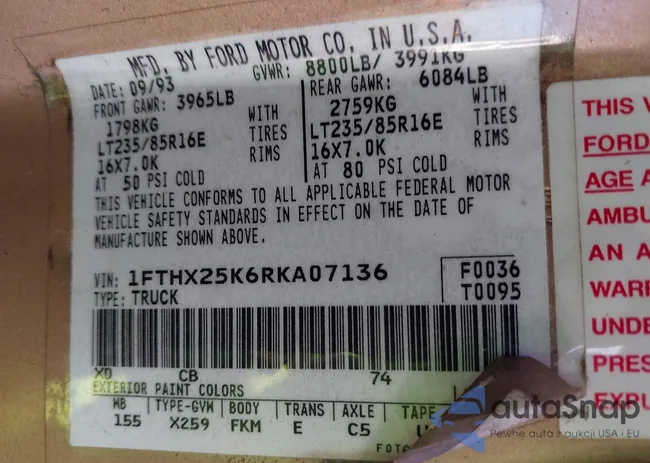 MFD. BY FORD MOTOR CO. IN U.S.A.
DATE: 09/93 GVWR: 8800LB/ 3991KG
FRONT GAWR: 3965LB
1798KG WITH
LT235/85R16E TIRES
16X7.0K RIMS
AT 50 PSI COLD
REAR GAWR: 6084LB
2759KG WITH
LT235/85R16E TIRES
16X7.0K RIMS
AT 80 PSI COLD
THIS VEHICLE CONFORMS TO ALL APPLICABLE FEDERAL MOTOR
VEHICLE SAFETY STANDARDS IN EFFECT ON THE DATE OF
MANUFACTURE SHOWN ABOVE.
VIN: 1FTHX25K6RKA07136 F0036
TYPE: TRUCK T0095
XD CB 74
EXTERIOR PAINT COLORS
WB TYPE-GVW BODY TRANS AXLE TAPE
155 X259 FKM E C5
THIS
FORD
AGE
AMBU
AN
WARR
UNDE
PRES
EXPU
autoSnap
Pewne auta z aukcji USA i EU